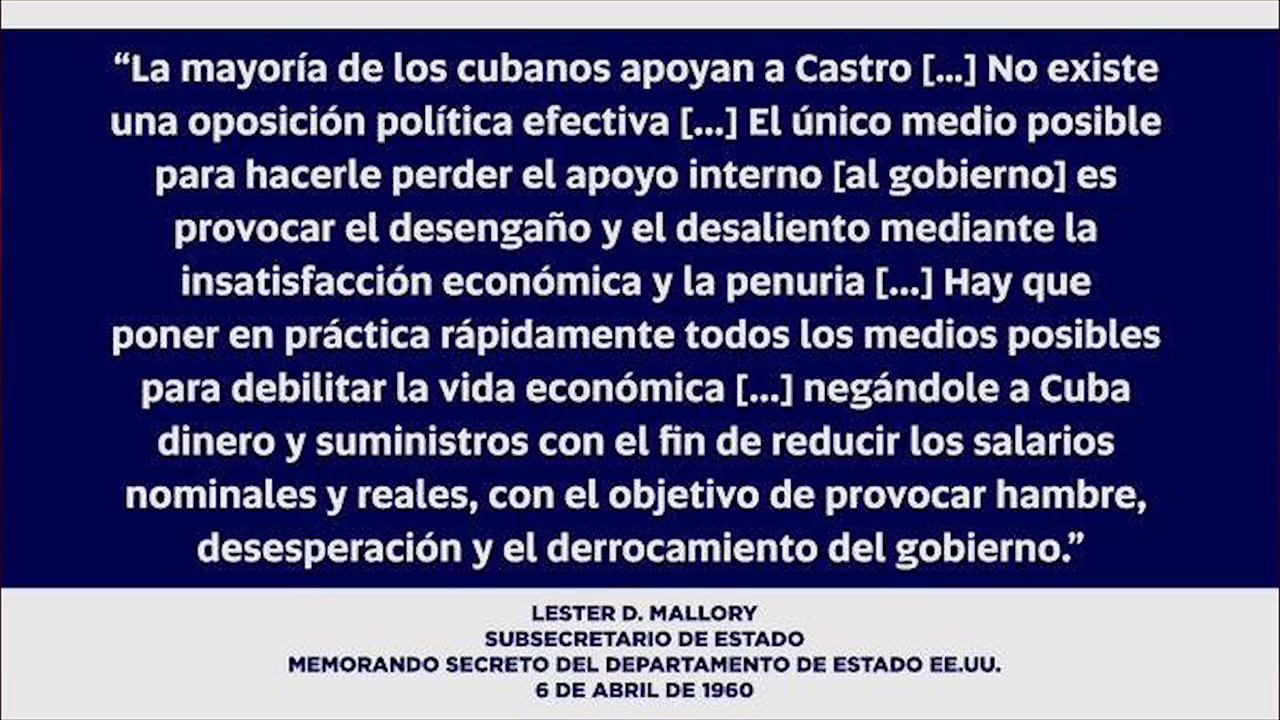 “La mayoría de los cubanos apoyan a Castro [...] No existe
una oposición política efectiva [...] El único medio posible
para hacerle perder el apoyo interno [al gobierno] es
provocar el desengaño y el desaliento mediante la
insatisfacción económica y la penuria [...] Hay que
poner en práctica rápidamente todos los medios posibles
para debilitar la vida económica [...] negándole a Cuba
dinero y suministros con el fin de reducir los salarios
nominales y reales, con el objetivo de provocar hambre,
desesperación y el derrocamiento del gobierno.”
LESTER D. MALLORY
SUBSECRETARIO DE ESTADO
MEMORANDO SECRETO DEL DEPARTAMENTO DE ESTADO EE.UU.
6 DE ABRIL DE 1960